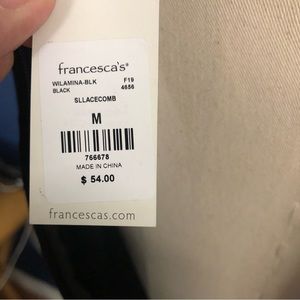 francesca's®
WILAMINA-BLK F19
BLACK 4656
SLLACECOMB
M
766678
MADE IN CHINA
$ 54.00
francescas.com